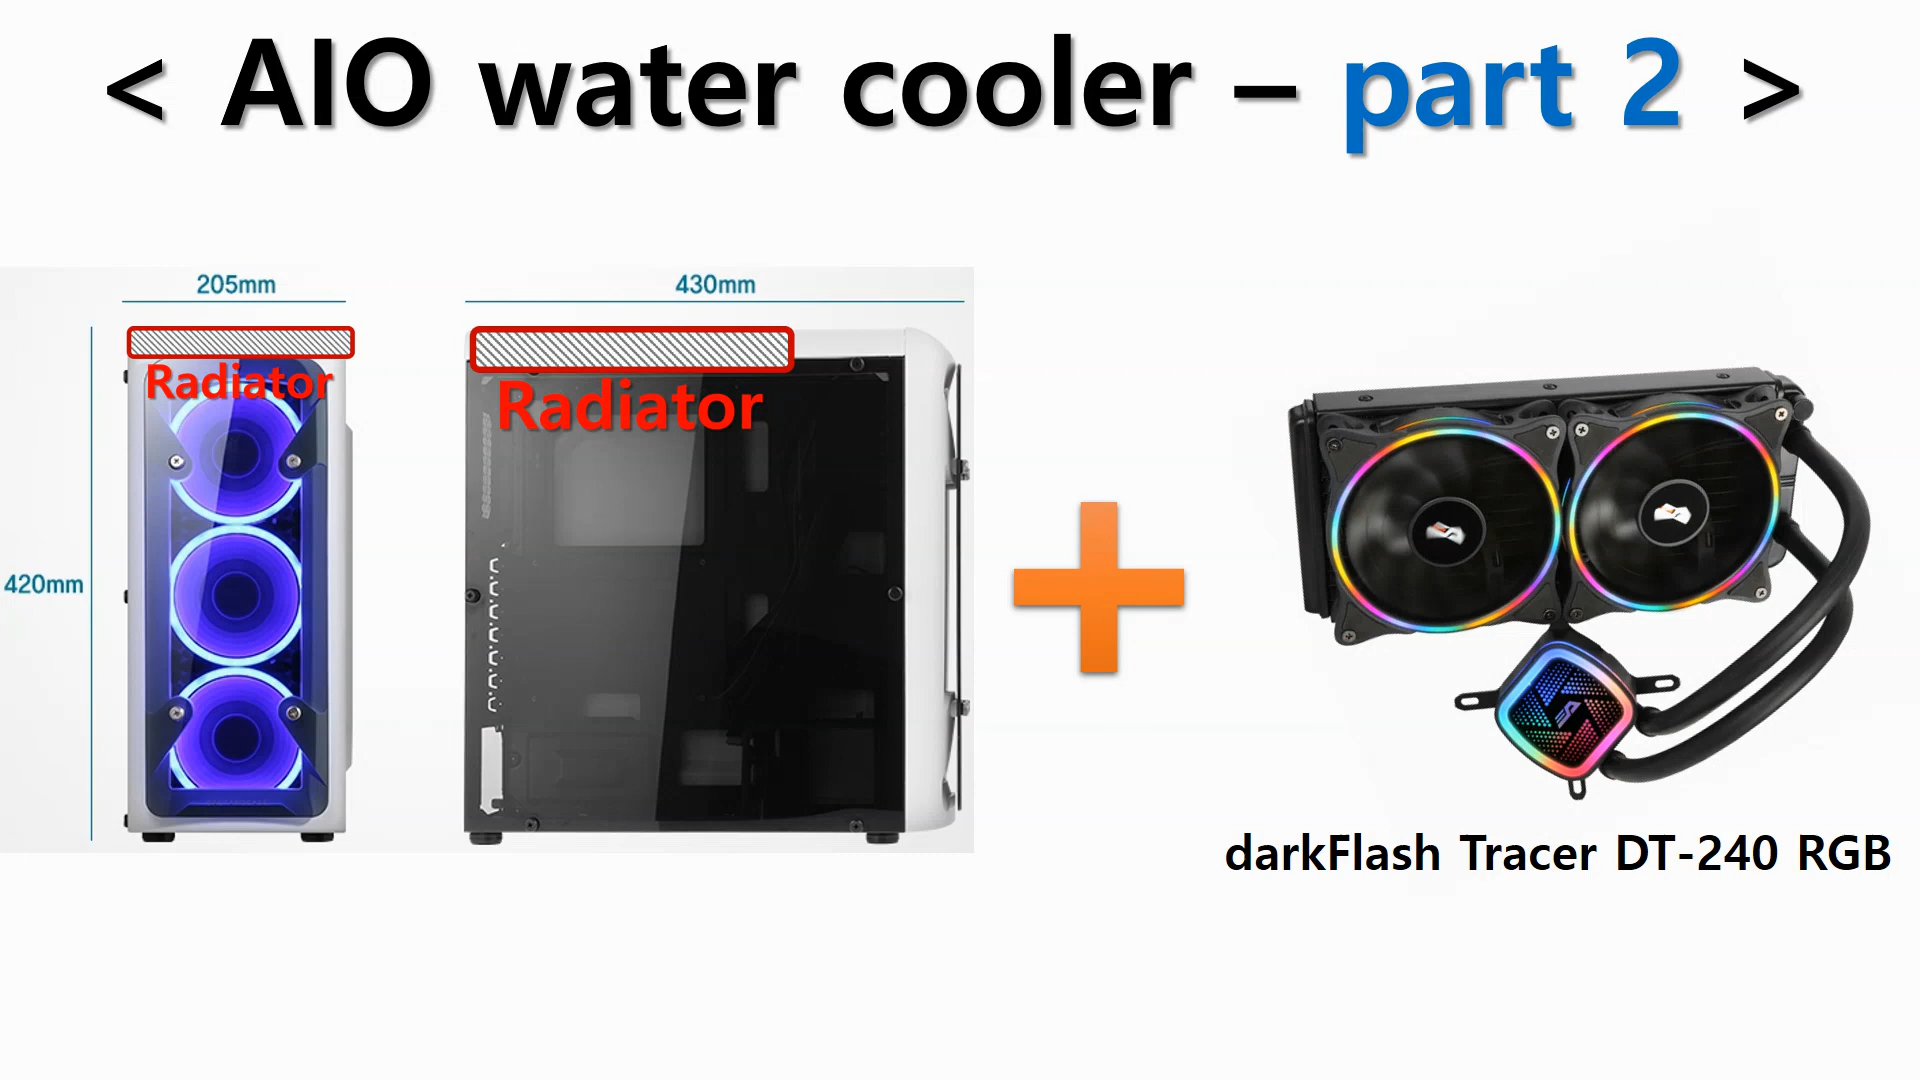 < AIO water cooler – part 2 >
205mm
430mm
Radiator
Radiator
420mm
darkFlash Tracer DT-240 RGB